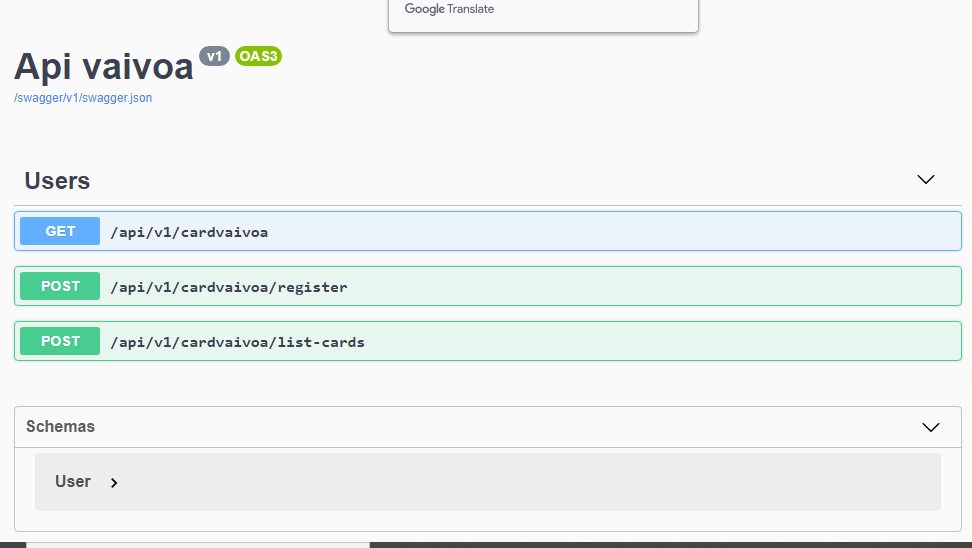 Google Translate
Api vaivoa v1 OAS3
/swagger/v1/swagger.json
Users
GET /api/v1/cardvaivoa
POST /api/v1/cardvaivoa/register
POST /api/v1/cardvaivoa/list-cards
Schemas
User